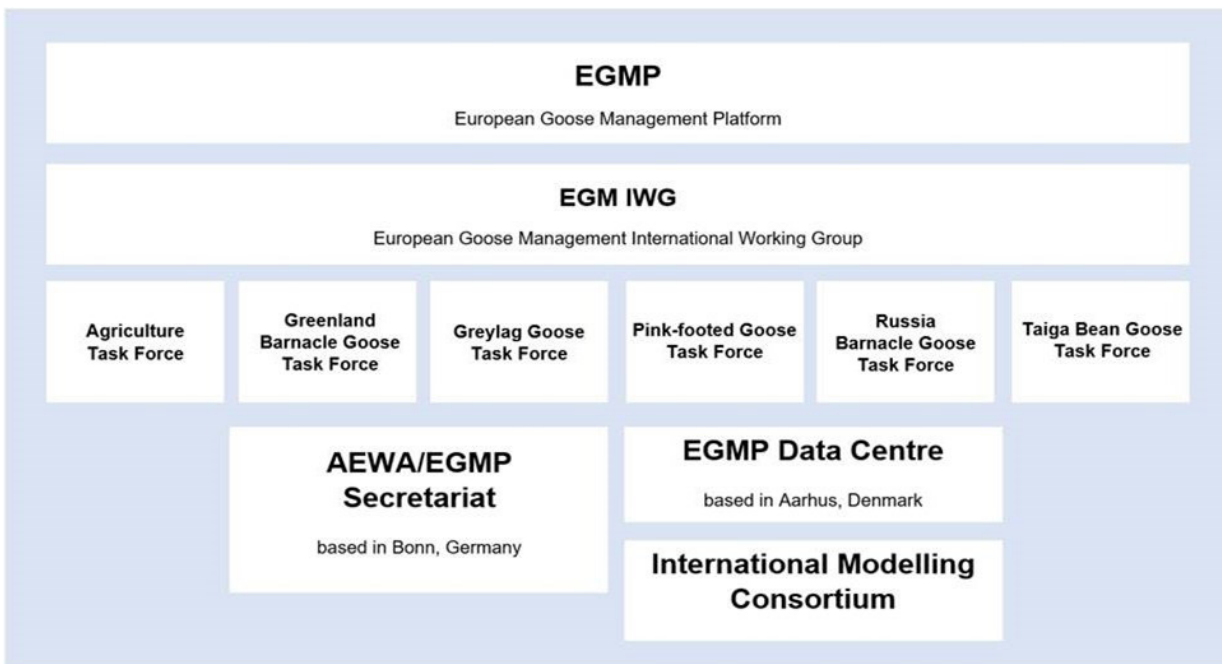 EGMP
European Goose Management Platform
EGM IWG
European Goose Management International Working Group
Agriculture
Task Force
Greenland
Barnacle Goose
Task Force
Greylag Goose
Task Force
Pink-footed Goose
Task Force
Russia
Barnacle Goose
Task Force
Taiga Bean Goose
Task Force
AEWA/EGMP
Secretariat
based in Bonn, Germany
EGMP Data Centre
based in Aarhus, Denmark
International Modelling
Consortium